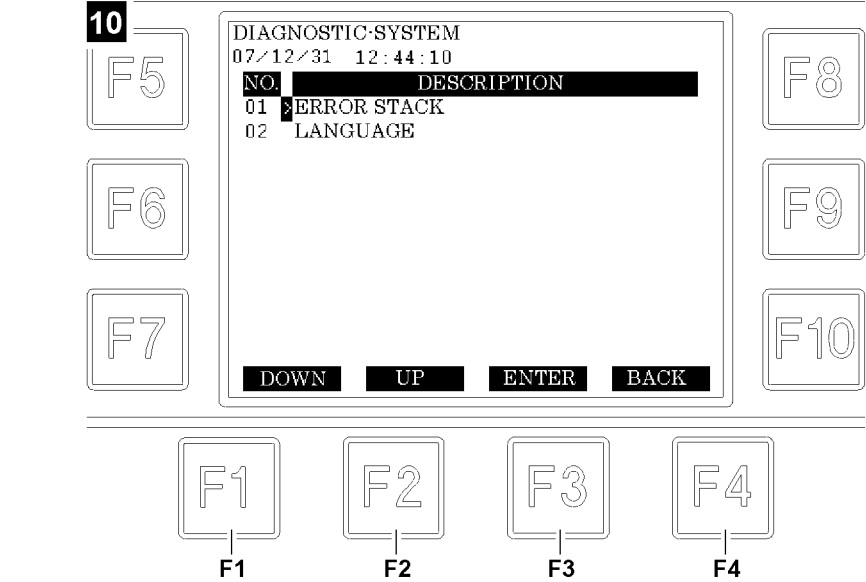 10
F5
F8
DIAGNOSTIC·SYSTEM
07/12/31 12:44:10
NO. DESCRIPTION
01 >ERROR STACK
02 LANGUAGE
F6
F9
F7
F10
DOWN UP ENTER BACK
F1 F2 F3 F4
F1 F2 F3 F4